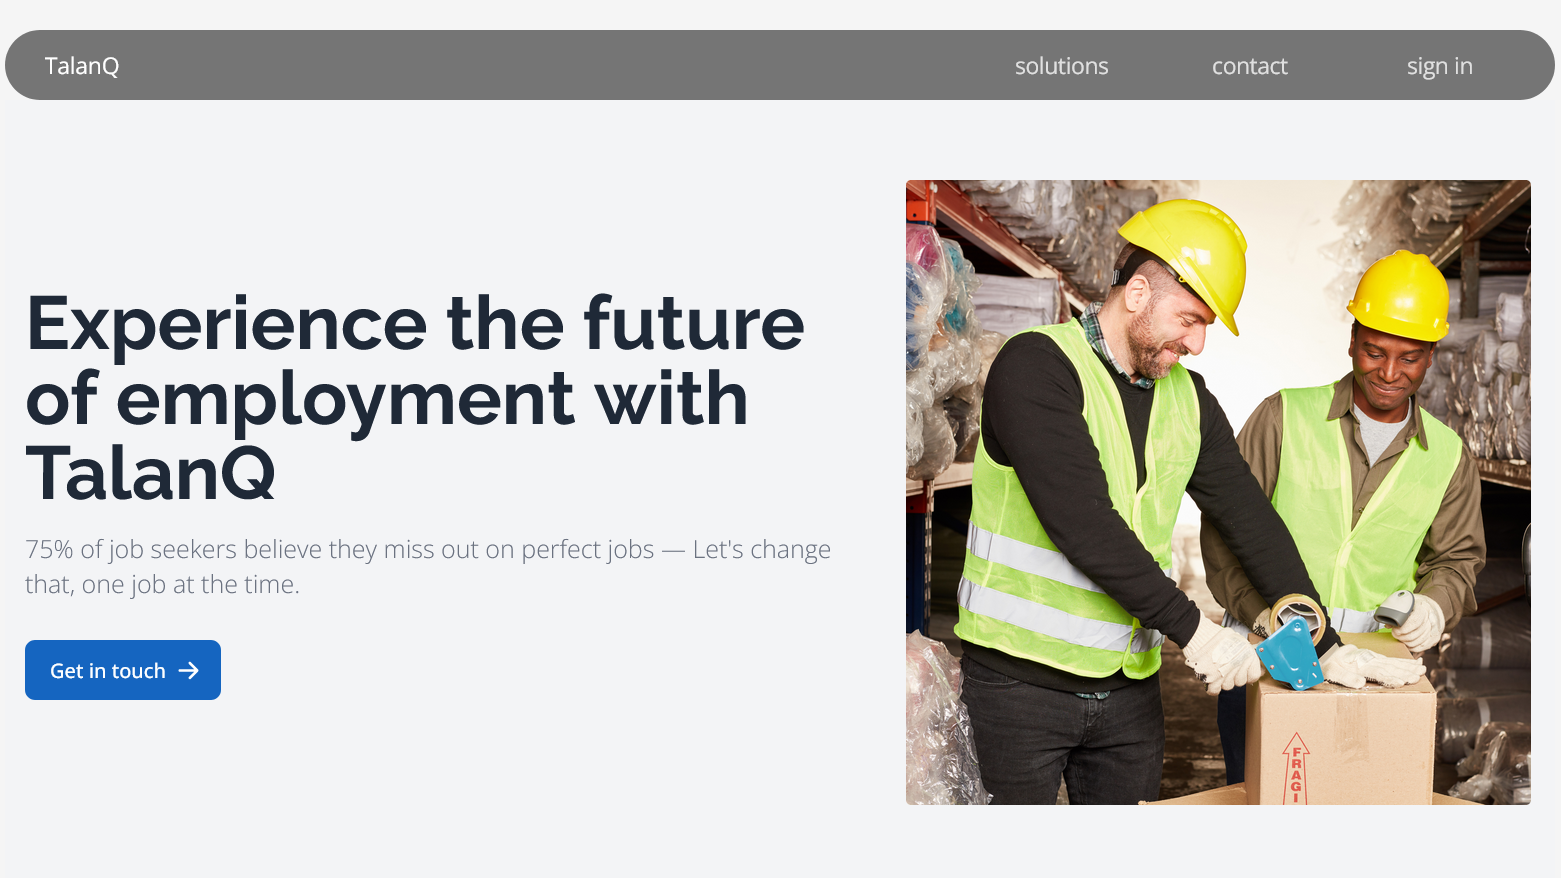 TalanQ
solutions
contact
sign in
Experience the future
of employment with
TalanQ
75% of job seekers believe they miss out on perfect jobs — Let's change
that, one job at the time.
Get in touch
FRAGI